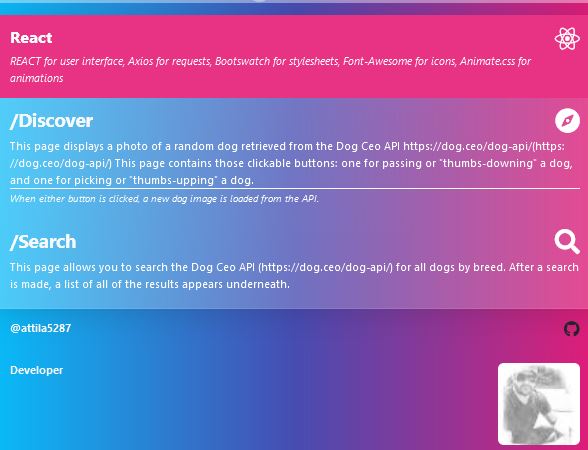 React
REACT for user interface, Axios for requests, Bootswatch for stylesheets, Font-Awesome for icons, Animate.css for
animations
/Discover
This page displays a photo of a random dog retrieved from the Dog Ceo API https://dog.ceo/dog-api/(https:
//dog.ceo/dog-api/) This page contains those clickable buttons: one for passing or "thumbs-downing" a dog,
and one for picking or "thumbs-upping" a dog.
When either button is clicked, a new dog image is loaded from the API.
/Search
This page allows you to search the Dog Ceo API (https://dog.ceo/dog-api/) for all dogs by breed. After a search
is made, a list of all of the results appears underneath.
@attila5287
Developer